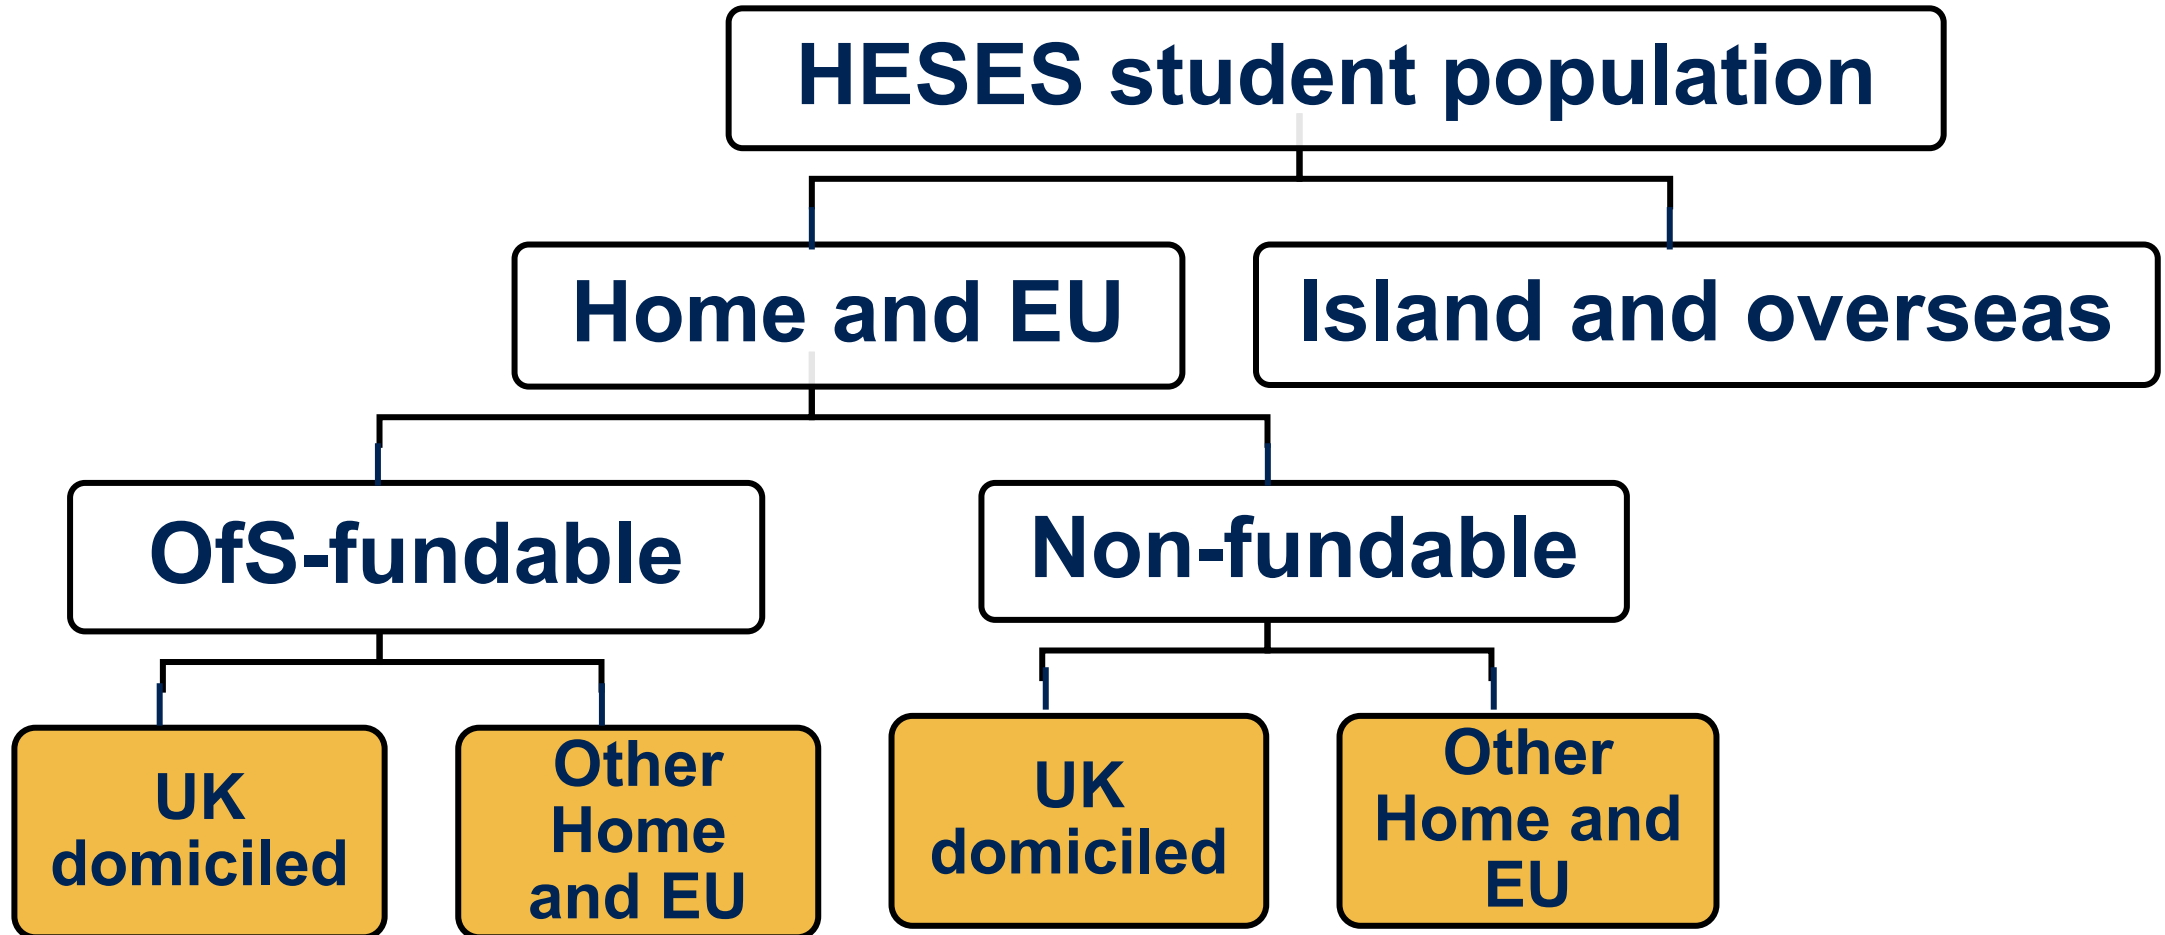 HESES student population
Home and EU
Island and overseas
OfS-fundable
Non-fundable
UK
domiciled
Other
Home
and EU
UK
domiciled
Other
Home and
EU